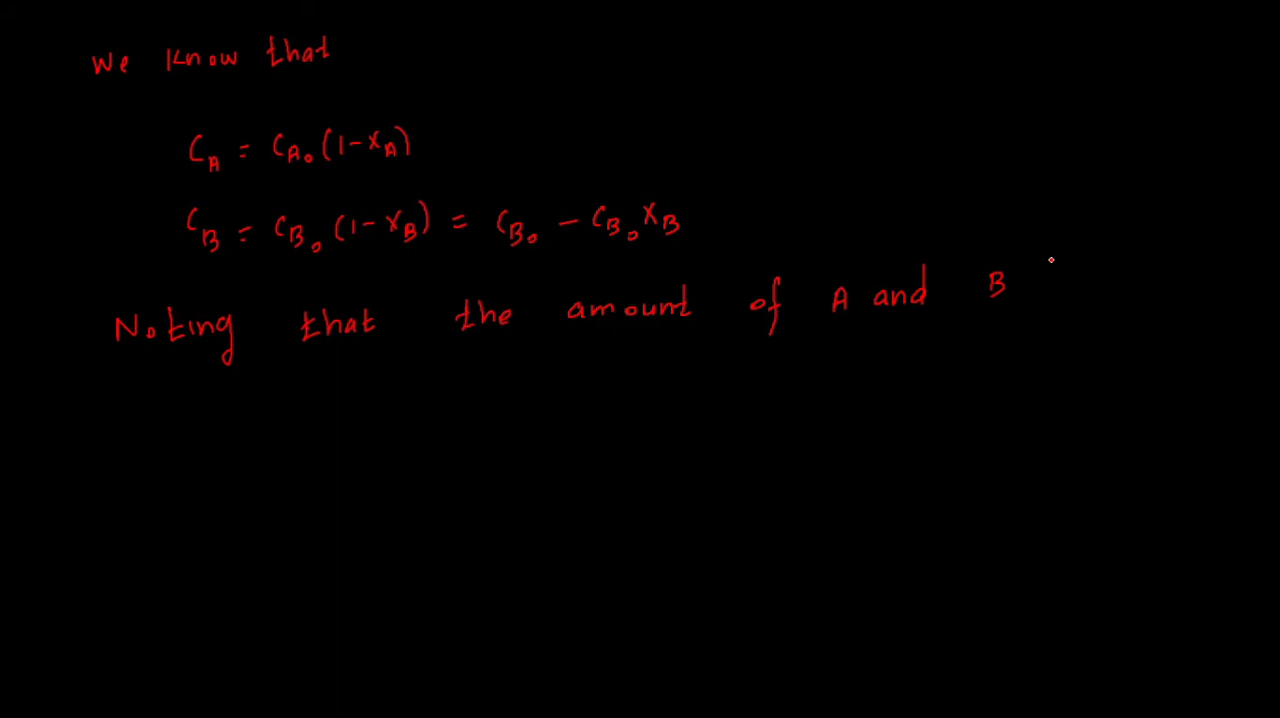 We know that
C_A = C_A₀ (1 - X_A)
C_B = C_B₀ (1 - X_B) = C_B₀ - C_B₀ X_B
Noting that the amount of A and B